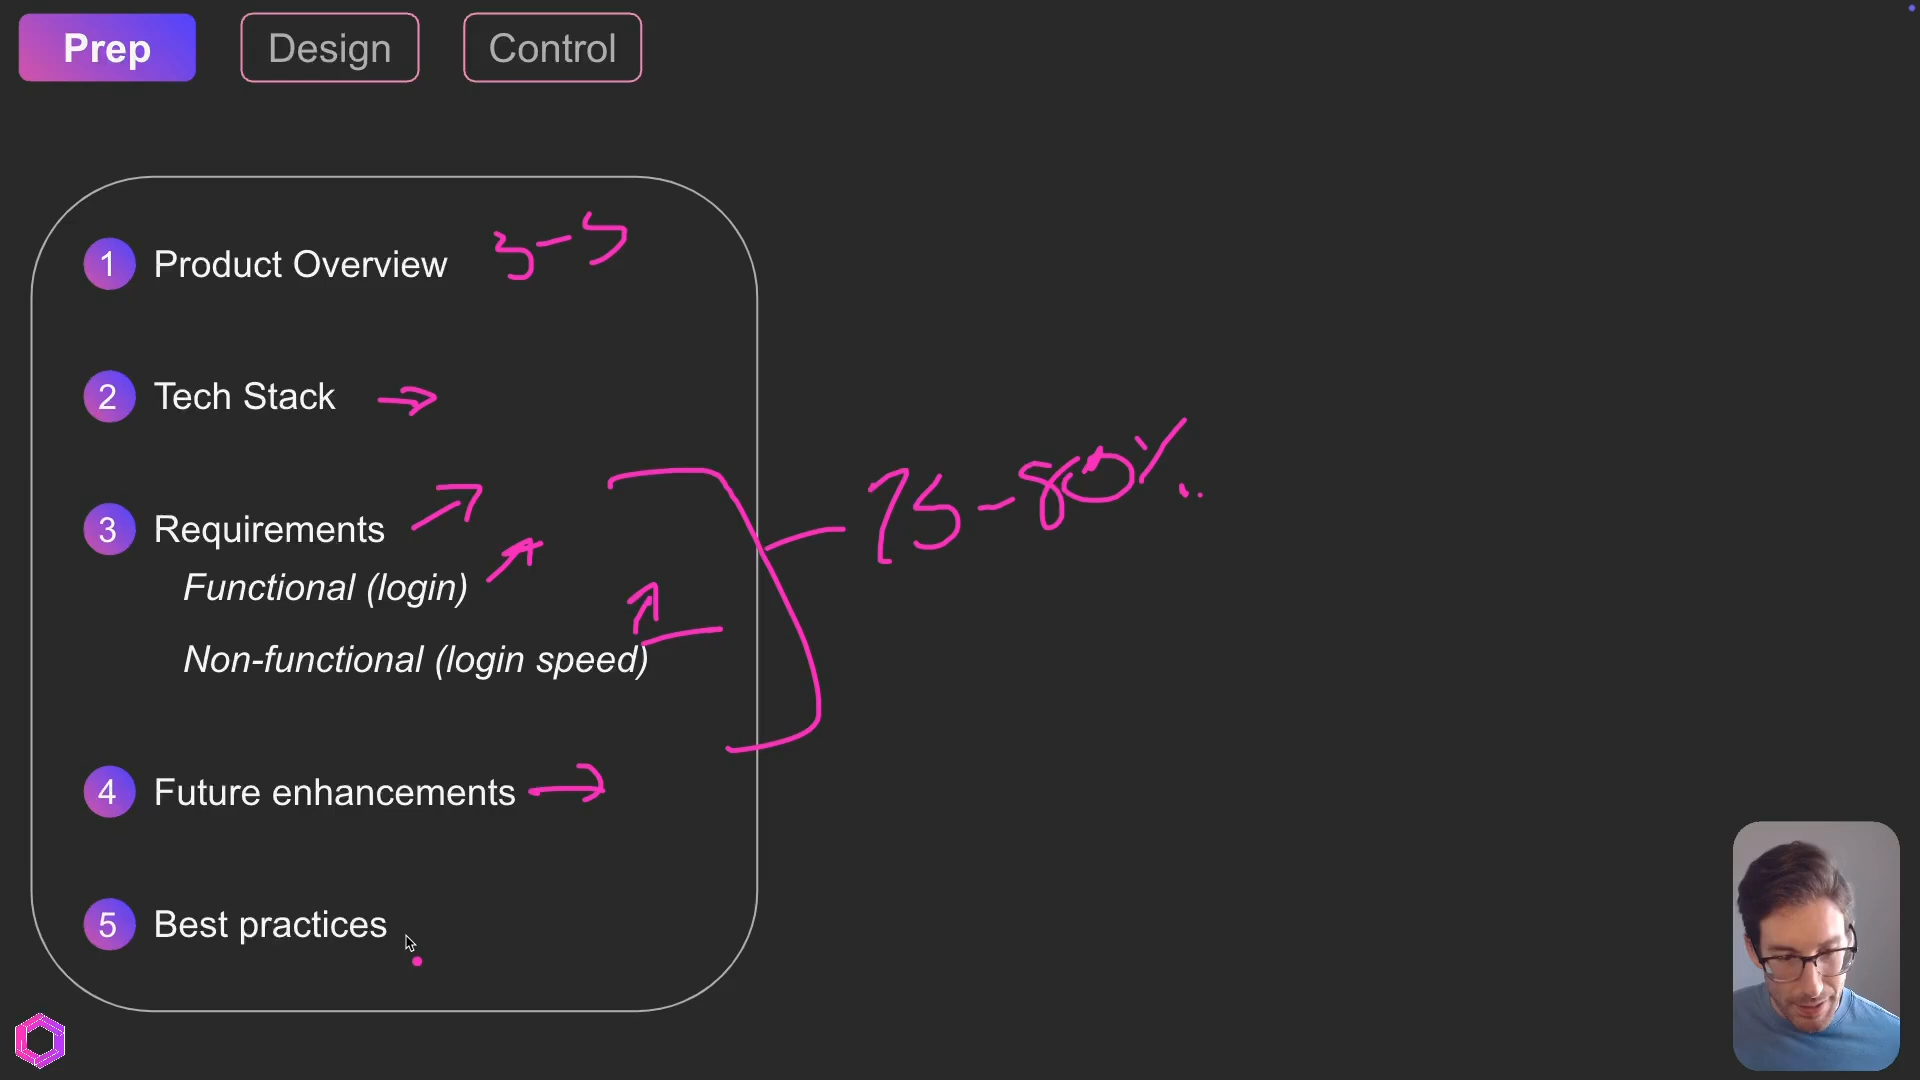 Prep Design Control
1 Product Overview 3-5
2 Tech Stack
3 Requirements
Functional (login)
Non-functional (login speed)
75-80%
4 Future enhancements
5 Best practices